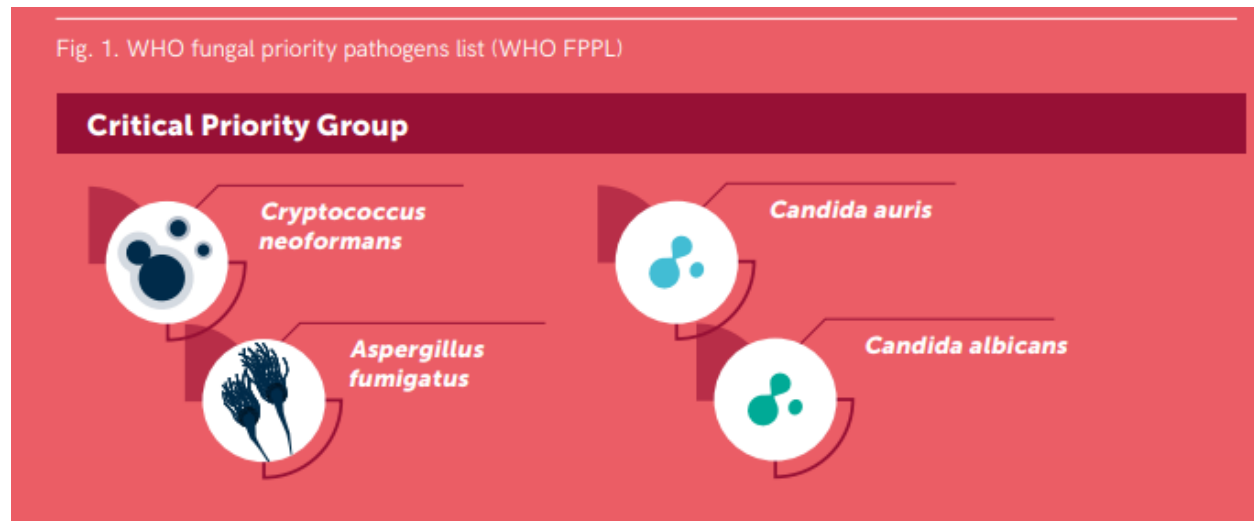 Fig. 1. WHO fungal priority pathogens list (WHO FPPL)
Critical Priority Group
Cryptococcus
neoformans
Candida auris
Aspergillus
fumigatus
Candida albicans